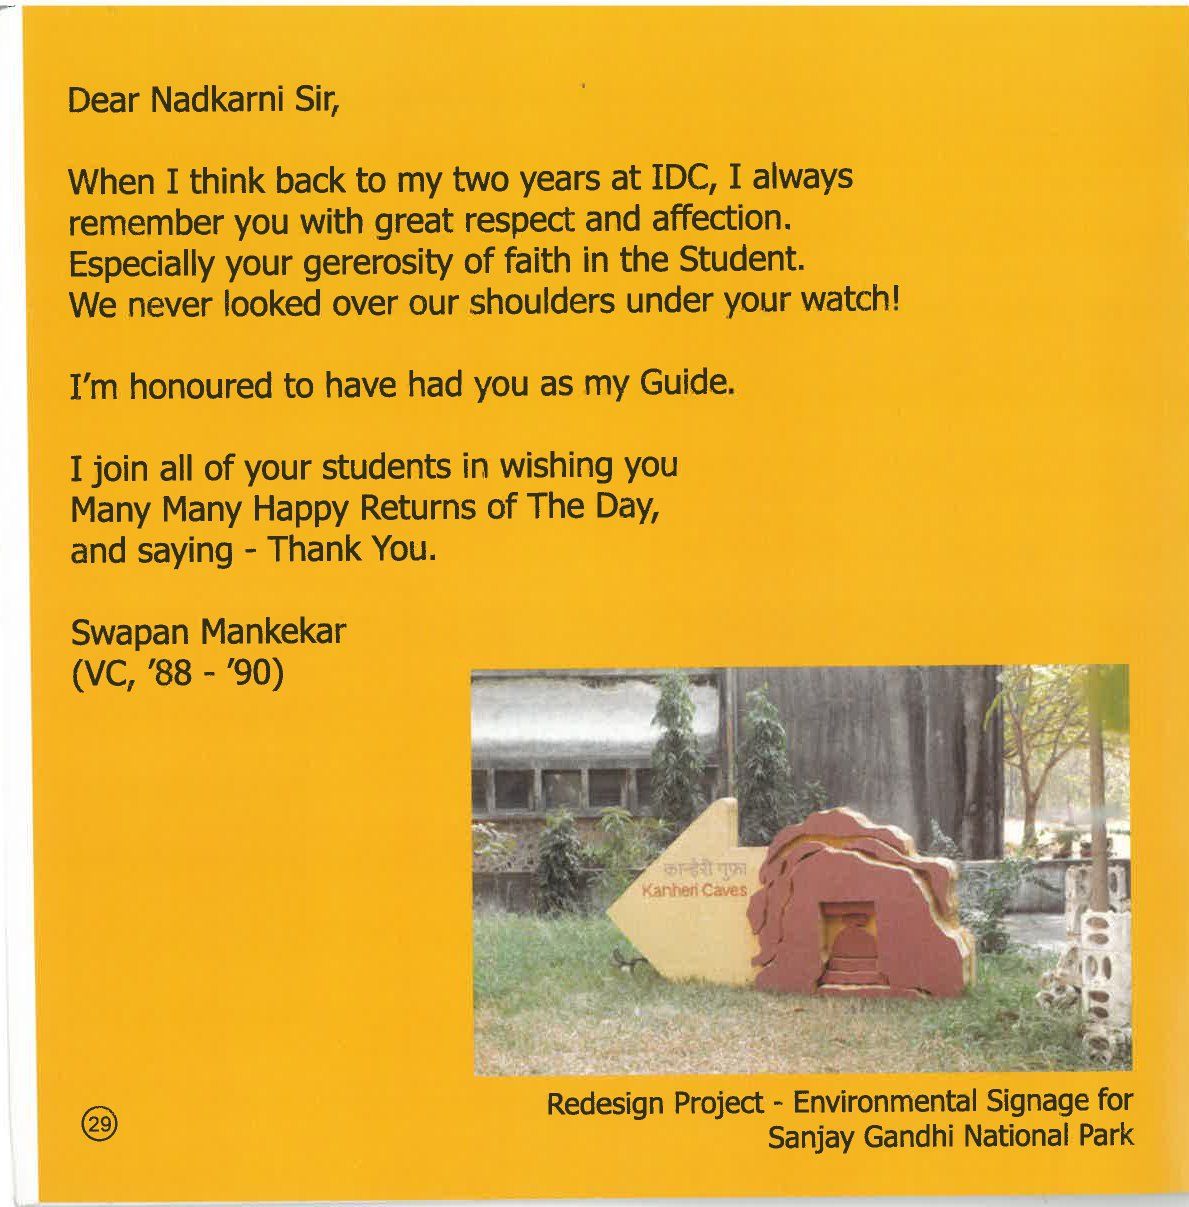 Dear Nadkarni Sir,
When I think back to my two years at IDC, I always
remember you with great respect and affection.
Especially your gererosity of faith in the Student.
We never looked over our shoulders under your watch!
I'm honoured to have had you as my Guide.
I join all of your students in wishing you
Many Many Happy Returns of The Day,
and saying - Thank You.
Swapan Mankekar
(VC, '88 - '90)
कान्हेरी गुफा
Kanheri Caves
Redesign Project - Environmental Signage for
Sanjay Gandhi National Park
29